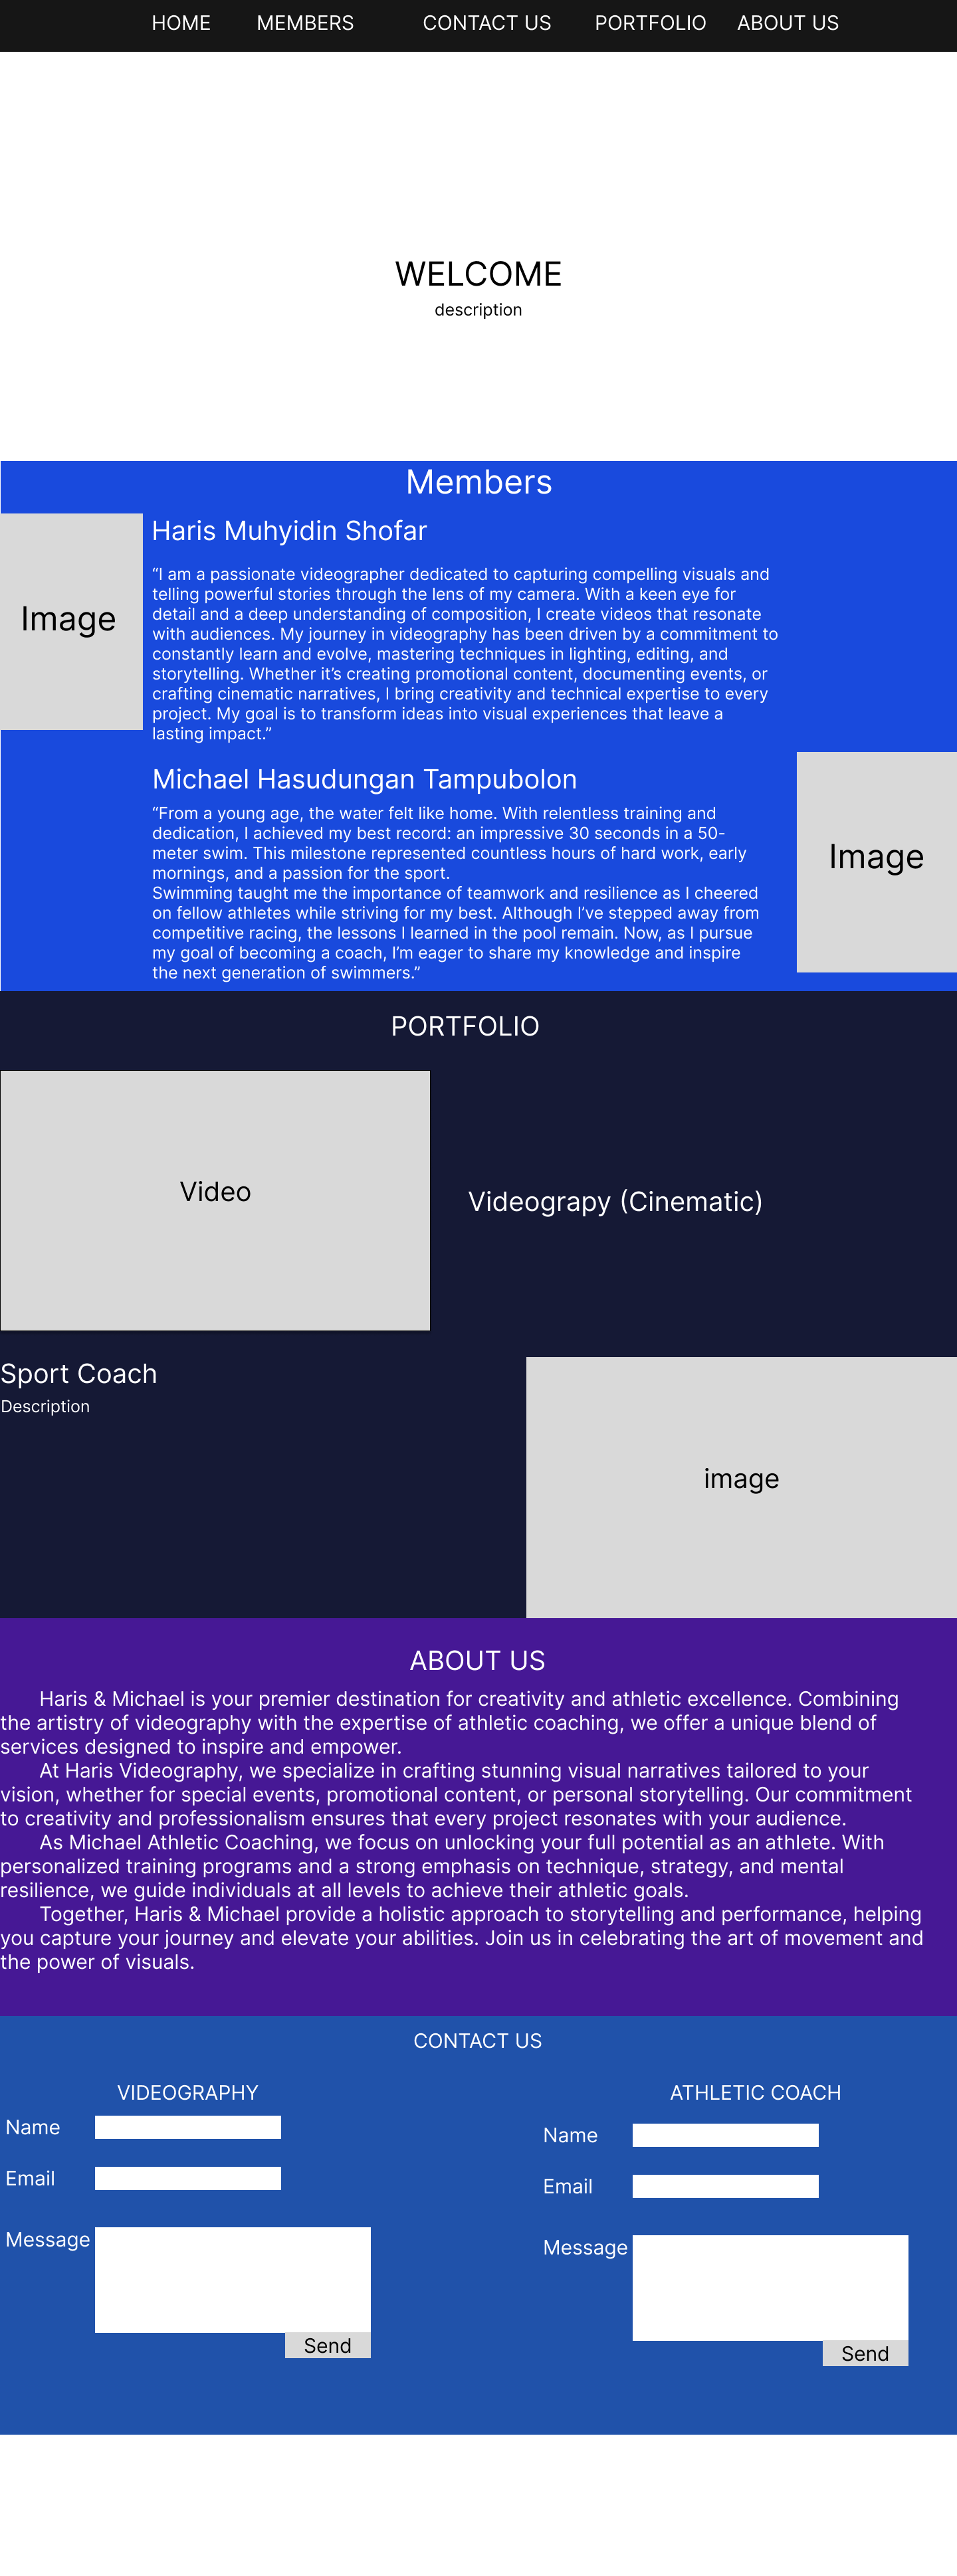 HOME MEMBERS CONTACT US PORTFOLIO ABOUT US
WELCOME
description
Members
Haris Muhyidin Shofar
Image
“I am a passionate videographer dedicated to capturing compelling visuals and
telling powerful stories through the lens of my camera. With a keen eye for
detail and a deep understanding of composition, I create videos that resonate
with audiences. My journey in videography has been driven by a commitment to
constantly learn and evolve, mastering techniques in lighting, editing, and
storytelling. Whether it’s creating promotional content, documenting events, or
crafting cinematic narratives, I bring creativity and technical expertise to every
project. My goal is to transform ideas into visual experiences that leave a
lasting impact.”
Michael Hasudungan Tampubolon
“From a young age, the water felt like home. With relentless training and
dedication, I achieved my best record: an impressive 30 seconds in a 50-
meter swim. This milestone represented countless hours of hard work, early
mornings, and a passion for the sport.
Swimming taught me the importance of teamwork and resilience as I cheered
on fellow athletes while striving for my best. Although I’ve stepped away from
competitive racing, the lessons I learned in the pool remain. Now, as I pursue
my goal of becoming a coach, I’m eager to share my knowledge and inspire
the next generation of swimmers.”
Image
PORTFOLIO
Video
Videograpy (Cinematic)
Sport Coach
Description
image
ABOUT US
Haris & Michael is your premier destination for creativity and athletic excellence. Combining
the artistry of videography with the expertise of athletic coaching, we offer a unique blend of
services designed to inspire and empower.
At Haris Videography, we specialize in crafting stunning visual narratives tailored to your
vision, whether for special events, promotional content, or personal storytelling. Our commitment
to creativity and professionalism ensures that every project resonates with your audience.
As Michael Athletic Coaching, we focus on unlocking your full potential as an athlete. With
personalized training programs and a strong emphasis on technique, strategy, and mental
resilience, we guide individuals at all levels to achieve their athletic goals.
Together, Haris & Michael provide a holistic approach to storytelling and performance, helping
you capture your journey and elevate your abilities. Join us in celebrating the art of movement and
the power of visuals.
CONTACT US
VIDEOGRAPHY
Name
Email
Message
Send
ATHLETIC COACH
Name
Email
Message
Send